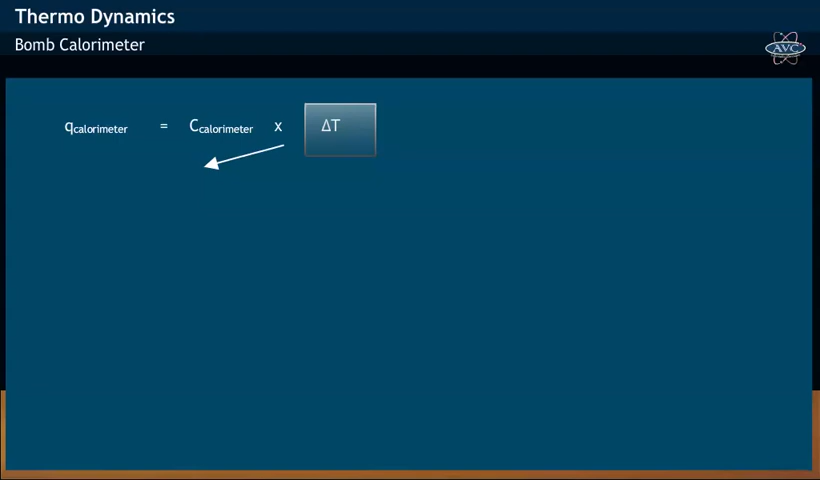 Thermo Dynamics
Bomb Calorimeter
AVC
qcalorimeter = Ccalorimeter x ΔT